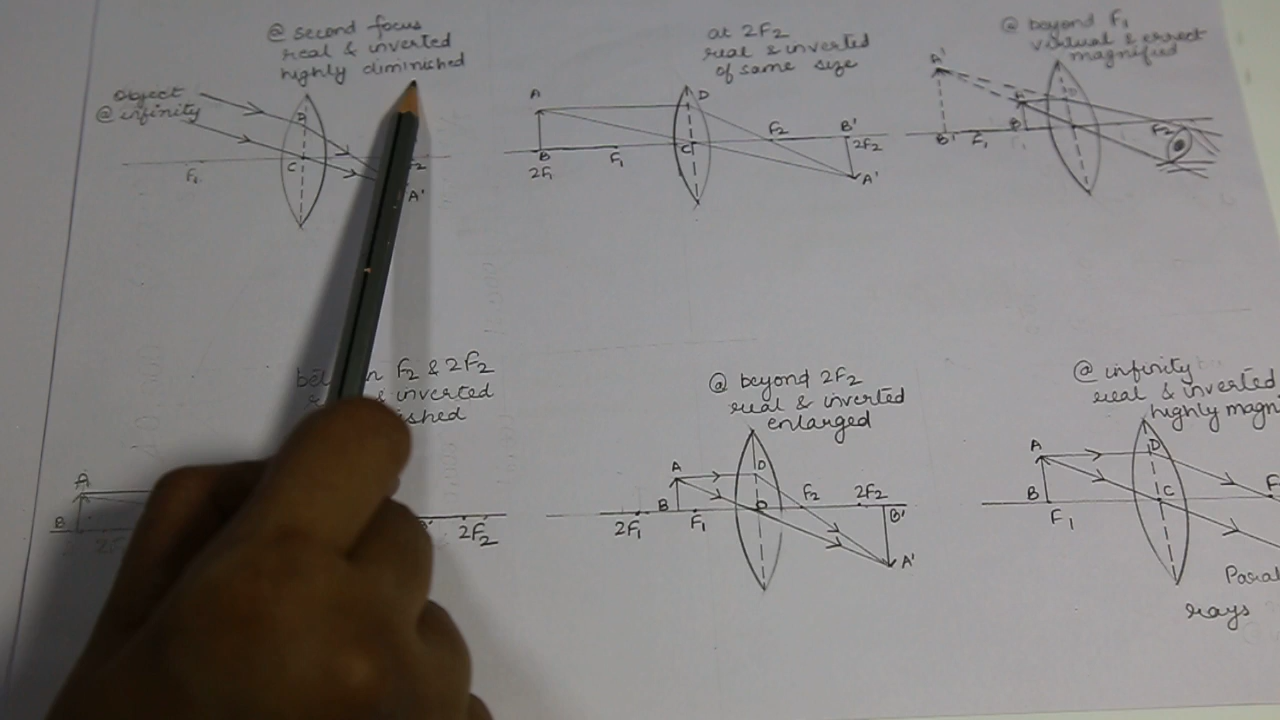 @ second focus
real & inverted
highly diminished
Object
@ infinity
D
C
F1
A'
at 2F2
real & inverted
of same size
A
D
B
C
F1
2F1
F2
B'
2F2
A'
@ beyond F1
virtual & erect
magnified
A'
A
D
B'
F1
B
F2
F2 & 2F2
& inverted
A
B
2F2
@ beyond 2F2
real & inverted
enlarged
A
D
B
F2
2F2
2F1
F1
B'
A'
@ infinity
real & inverted
highly
A
D
B
C
F1
rays